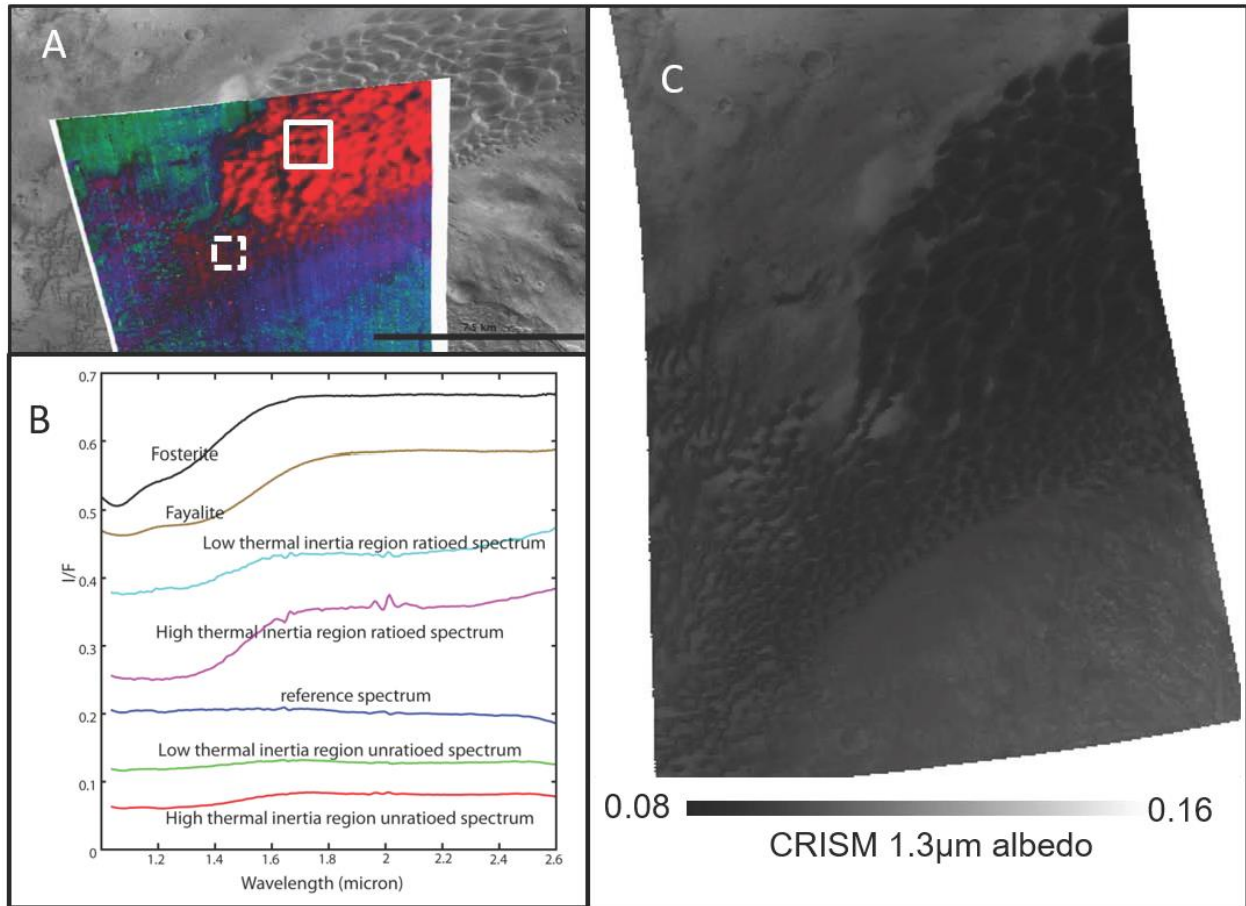 A
7.5 km
B
0.7
0.6
0.5
0.4
0.3
0.2
0.1
0
I/F
Fosterite
Fayalite
Low thermal inertia region ratioed spectrum
High thermal inertia region ratioed spectrum
reference spectrum
Low thermal inertia region unratioed spectrum
High thermal inertia region unratioed spectrum
1.2 1.4 1.6 1.8 2 2.2 2.4 2.6
Wavelength (micron)
C
0.08 0.16
CRISM 1.3µm albedo